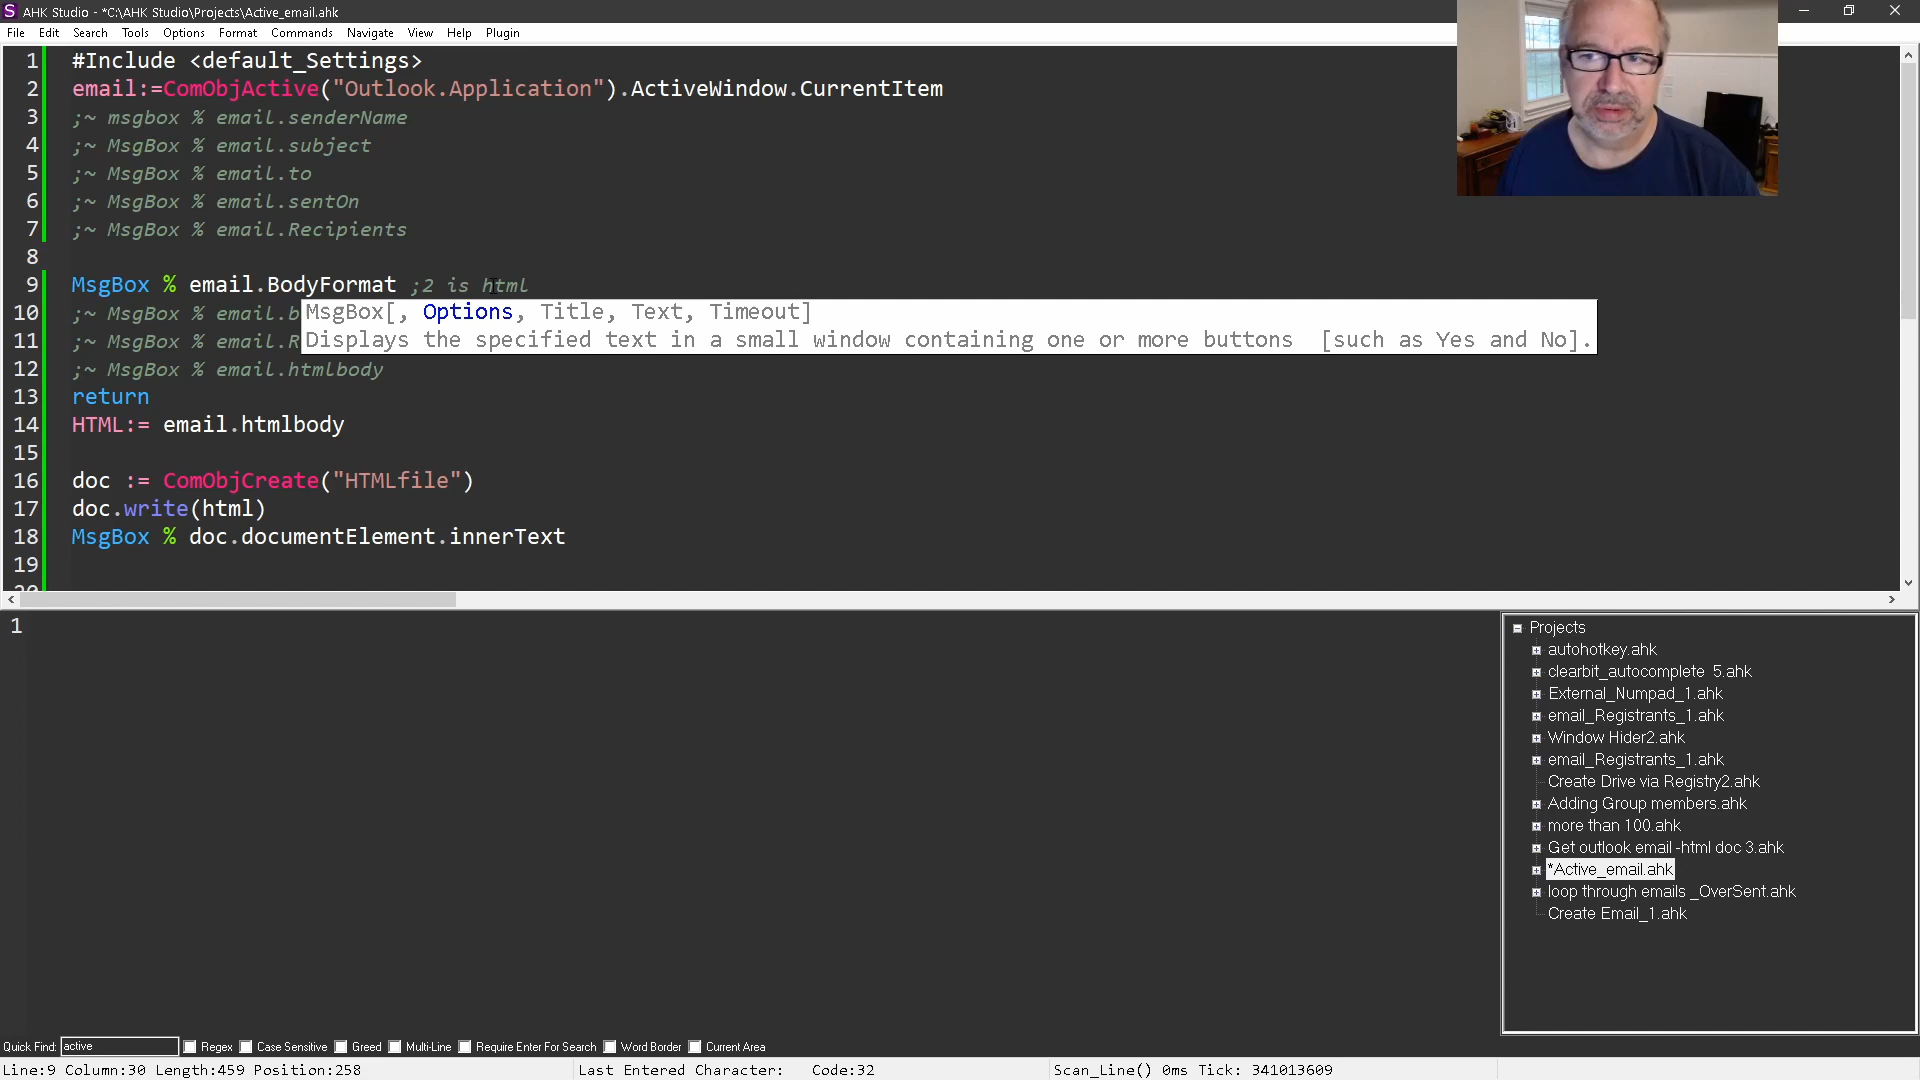 AHK Studio - *C:\AHK Studio\Projects\Active_email.ahk
File Edit Search Tools Options Format Commands Navigate View Help Plugin
1 #Include <default_Settings>
2 email:=ComObjActive("Outlook.Application").ActiveWindow.CurrentItem
3 ;~ msgbox % email.senderName
4 ;~ MsgBox % email.subject
5 ;~ MsgBox % email.to
6 ;~ MsgBox % email.sentOn
7 ;~ MsgBox % email.Recipients
8
9 MsgBox % email.BodyFormat ;2 is html
10 ;~ MsgBox % email.b
MsgBox[, Options, Title, Text, Timeout]
11 ;~ MsgBox % email.R
Displays the specified text in a small window containing one or more buttons [such as Yes and No].
12 ;~ MsgBox % email.htmlbody
13 return
14 HTML:= email.htmlbody
15
16 doc := ComObjCreate("HTMLfile")
17 doc.write(html)
18 MsgBox % doc.documentElement.innerText
19
1
Projects
autohotkey.ahk
clearbit_autocomplete 5.ahk
External_Numpad_1.ahk
email_Registrants_1.ahk
Window Hider2.ahk
email_Registrants_1.ahk
Create Drive via Registry2.ahk
Adding Group members.ahk
more than 100.ahk
Get outlook email -html doc 3.ahk
*Active_email.ahk
loop through emails _OverSent.ahk
Create Email_1.ahk
Quick Find: active Regex Case Sensitive Greed Multi-Line Require Enter For Search Word Border Current Area
Line:9 Column:30 Length:459 Position:258 Last Entered Character: Code:32 Scan_Line() 0ms Tick: 341013609